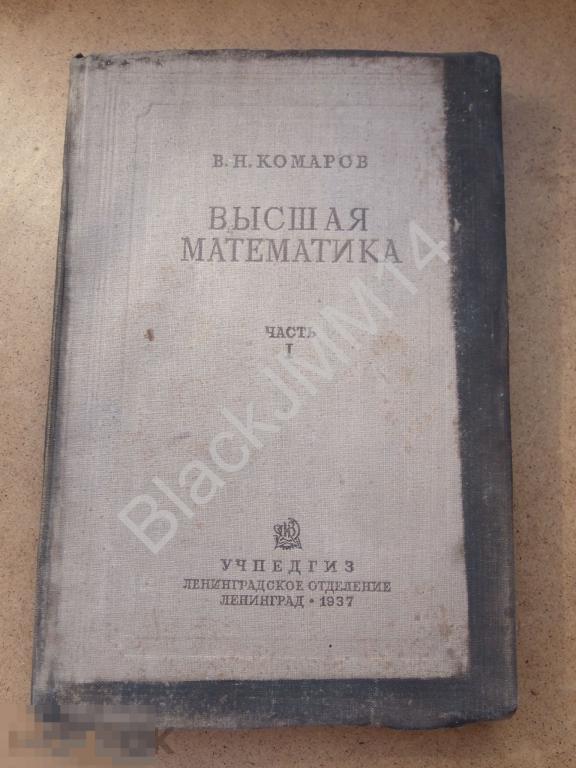 В. Н. КОМАРОВ
ВЫСШАЯ
МАТЕМАТИКА
ЧАСТЬ
I
УЧПЕДГИЗ
ЛЕНИНГРАДСКОЕ ОТДЕЛЕНИЕ
ЛЕНИНГРАД • 1937
BlackJMM14